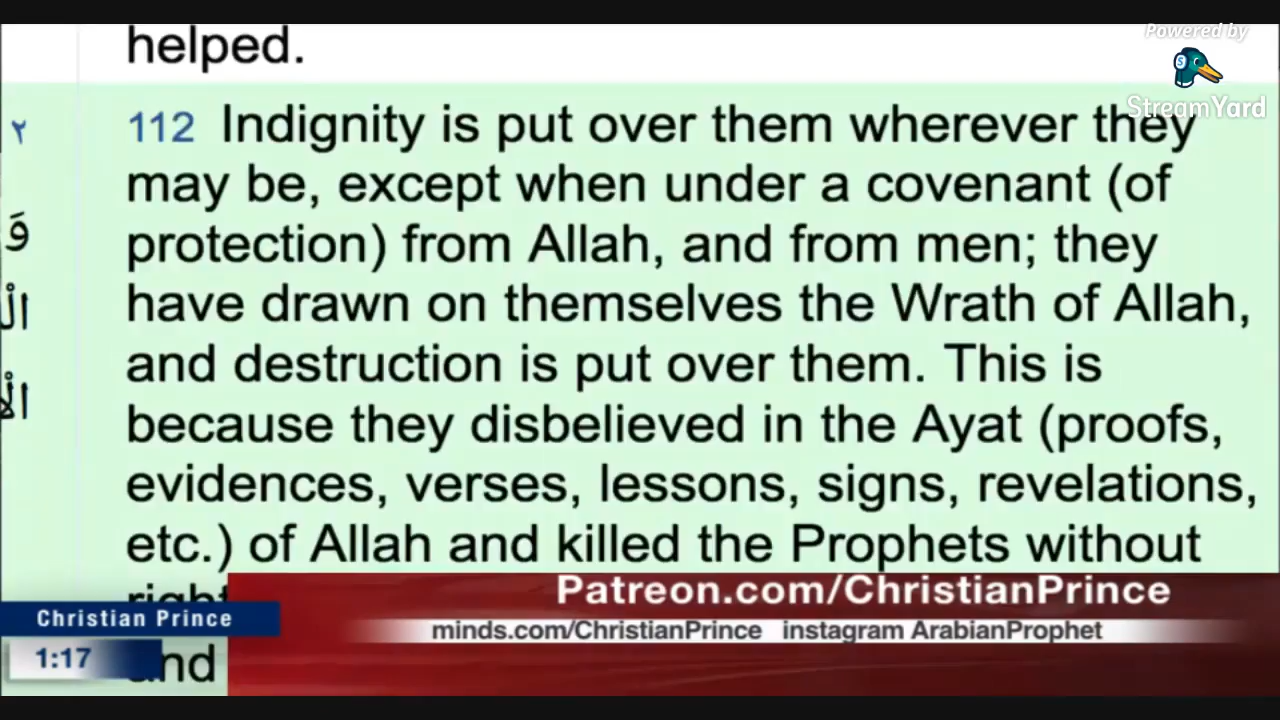 helped.
Powered by
StreamYard
٢
112 Indignity is put over them wherever they
may be, except when under a covenant (of
وَ
protection) from Allah, and from men; they
have drawn on themselves the Wrath of Allah,
and destruction is put over them. This is
because they disbelieved in the Ayat (proofs,
evidences, verses, lessons, signs, revelations,
etc.) of Allah and killed the Prophets without
Patreon.com/ChristianPrince
Christian Prince
minds.com/ChristianPrince instagram ArabianProphet
1:17
and